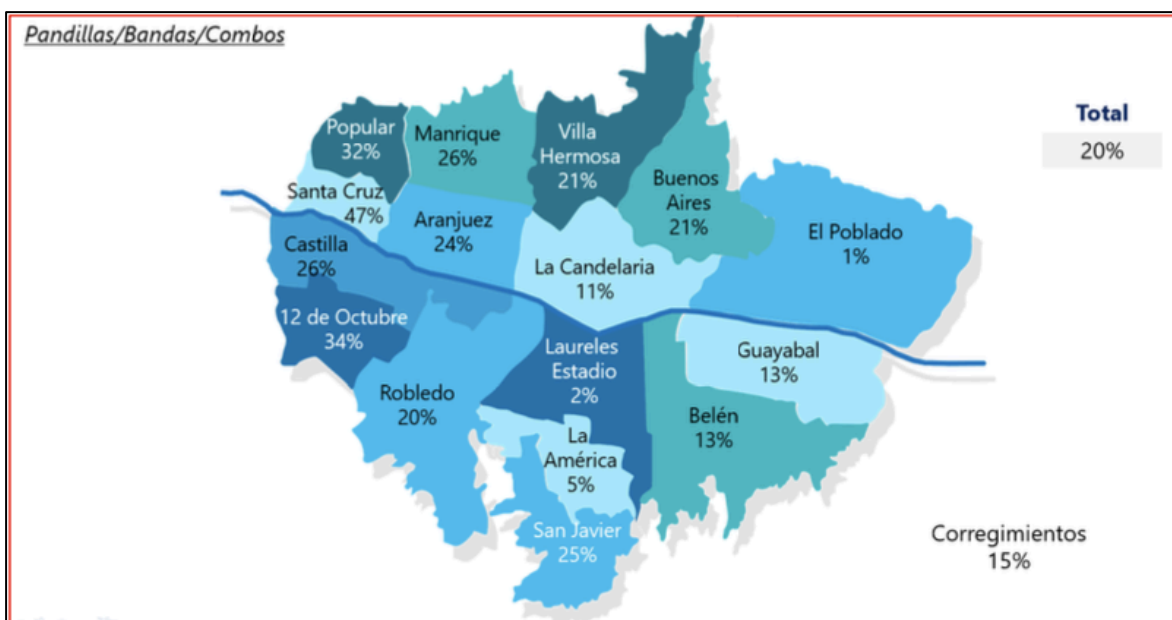 Pandillas/Bandas/Combos
Total
20%
Popular
32%
Manrique
26%
Villa
Hermosa
21%
Buenos
Aires
21%
Santa Cruz
47%
Aranjuez
24%
El Poblado
1%
Castilla
26%
La Candelaria
11%
12 de Octubre
34%
Laureles
Estadio
2%
Guayabal
13%
Robledo
20%
Belén
13%
La
América
5%
San Javier
25%
Corregimientos
15%